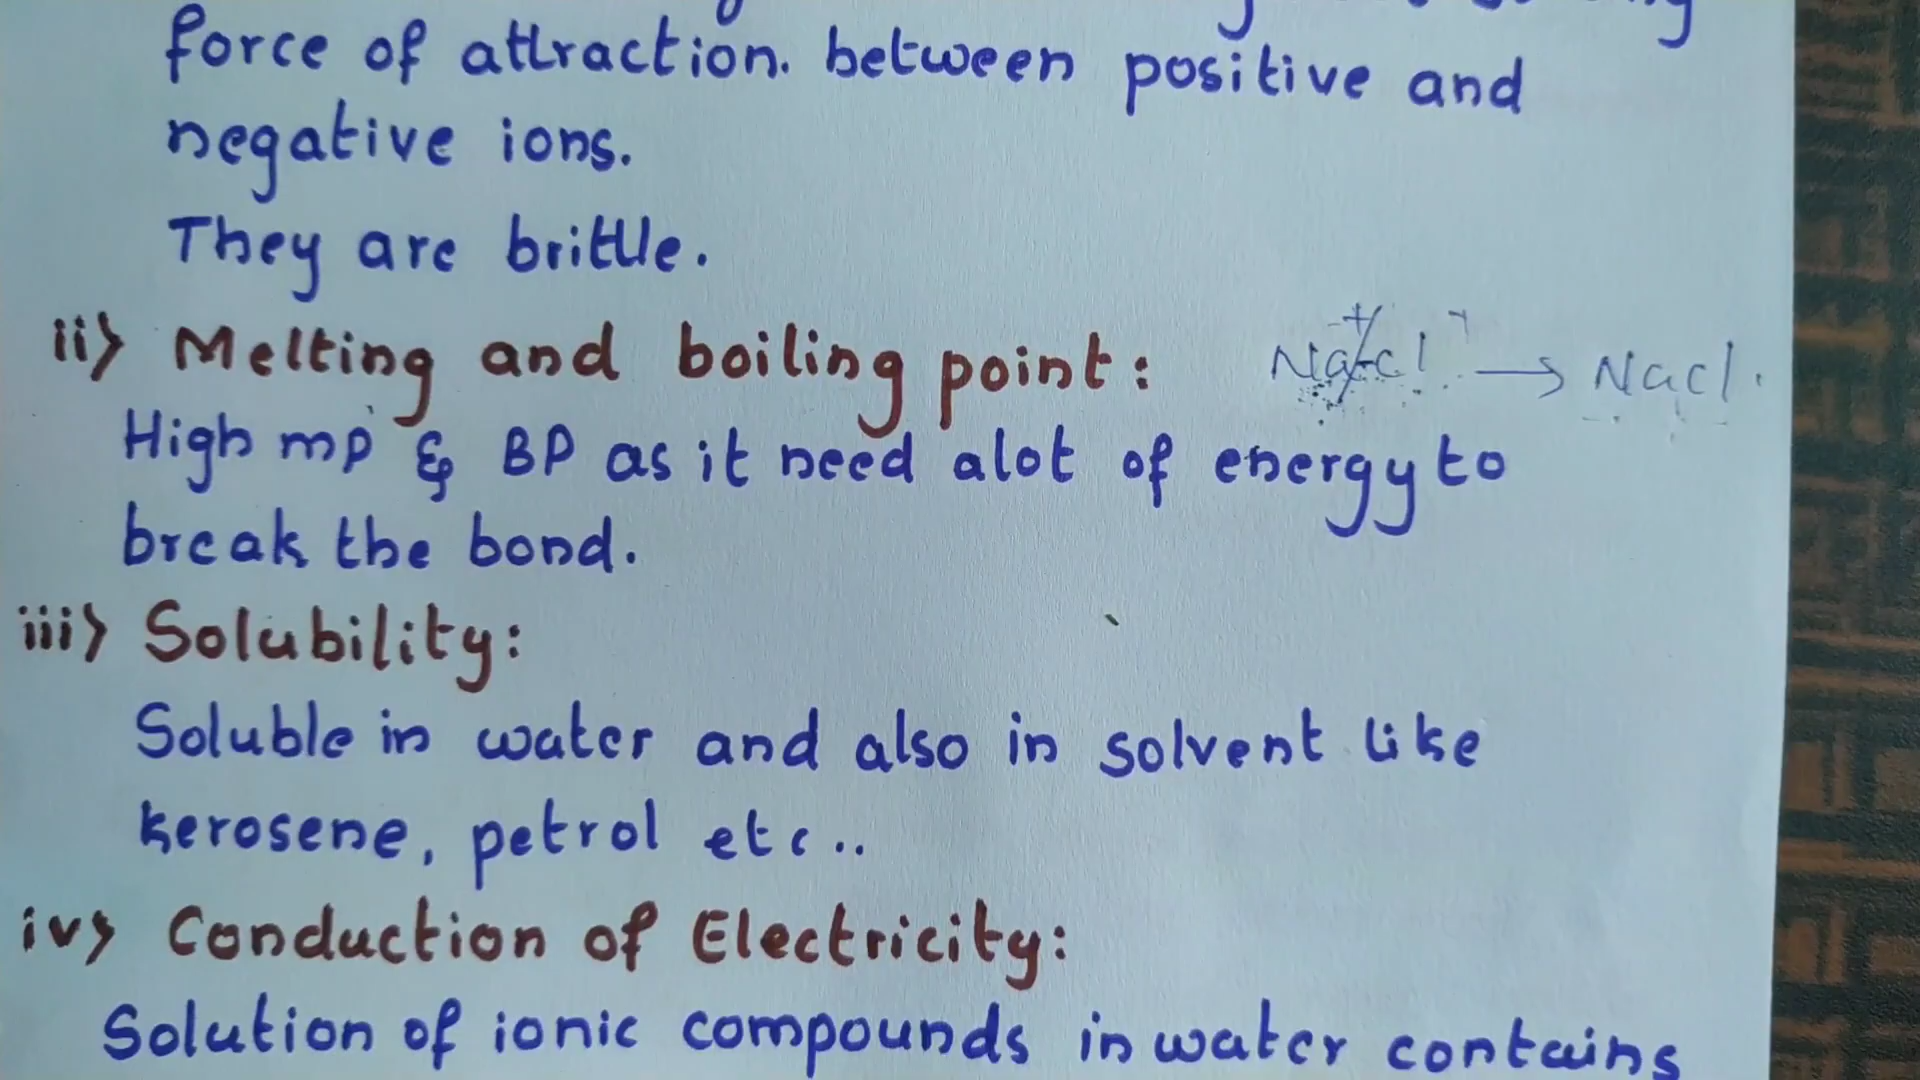 force of attraction. between positive and
negative ions.
They are brittle.
ii) Melting and boiling point:
→ Nacl.
High mp & BP as it need alot of energy to
break the bond.
iii) Solubility:
Soluble in water and also in solvent like
kerosene, petrol etc..
iv) Conduction of Electricity:
Solution of ionic compounds in water contains